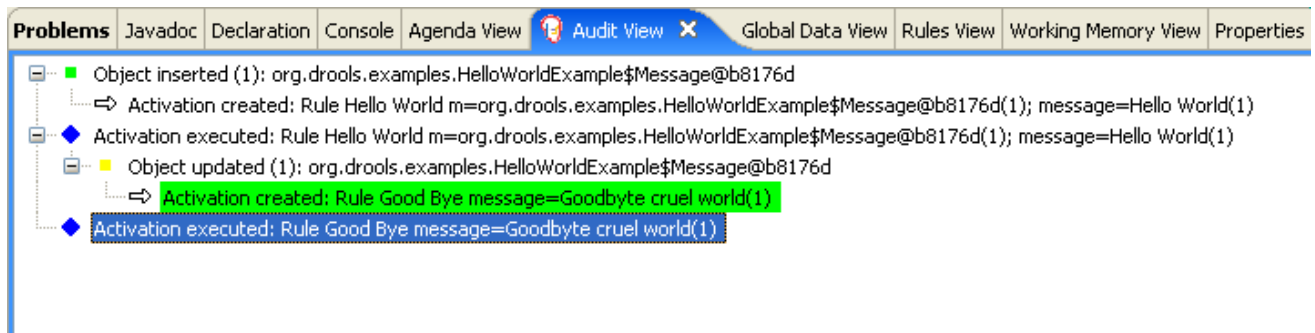 Problems Javadoc Declaration Console Agenda View Audit View Global Data View Rules View Working Memory View Properties
Object inserted (1): org.drools.examples.HelloWorldExample$Message@b8176d
Activation created: Rule Hello World m=org.drools.examples.HelloWorldExample$Message@b8176d(1); message=Hello World(1)
Activation executed: Rule Hello World m=org.drools.examples.HelloWorldExample$Message@b8176d(1); message=Hello World(1)
Object updated (1): org.drools.examples.HelloWorldExample$Message@b8176d
Activation created: Rule Good Bye message=Goodbyte cruel world(1)
Activation executed: Rule Good Bye message=Goodbyte cruel world(1)